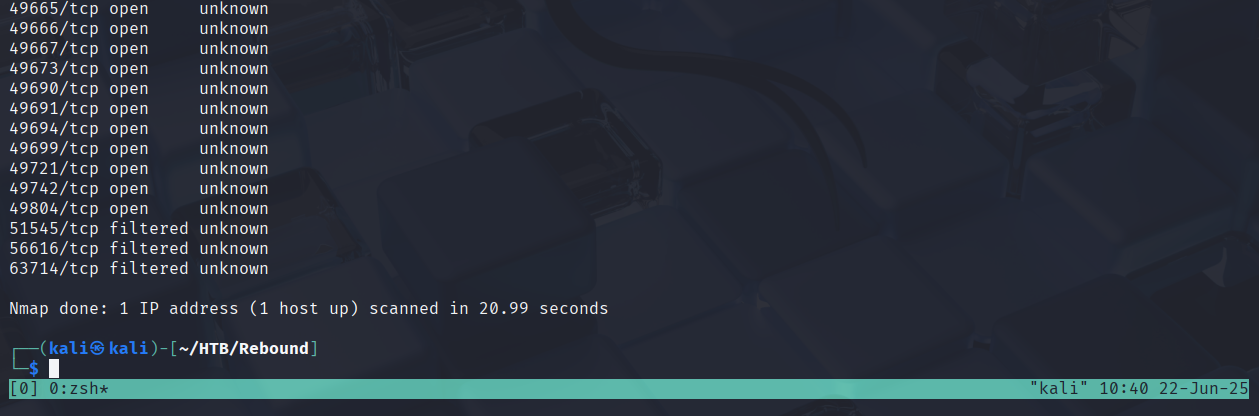 49665/tcp open     unknown
49666/tcp open     unknown
49667/tcp open     unknown
49673/tcp open     unknown
49690/tcp open     unknown
49691/tcp open     unknown
49694/tcp open     unknown
49699/tcp open     unknown
49721/tcp open     unknown
49742/tcp open     unknown
49804/tcp open     unknown
51545/tcp filtered unknown
56616/tcp filtered unknown
63714/tcp filtered unknown
Nmap done: 1 IP address (1 host up) scanned in 20.99 seconds
┌──(kali㉿kali)-[~/HTB/Rebound]
└─$
[0] 0:zsh* "kali" 10:40 22-Jun-25